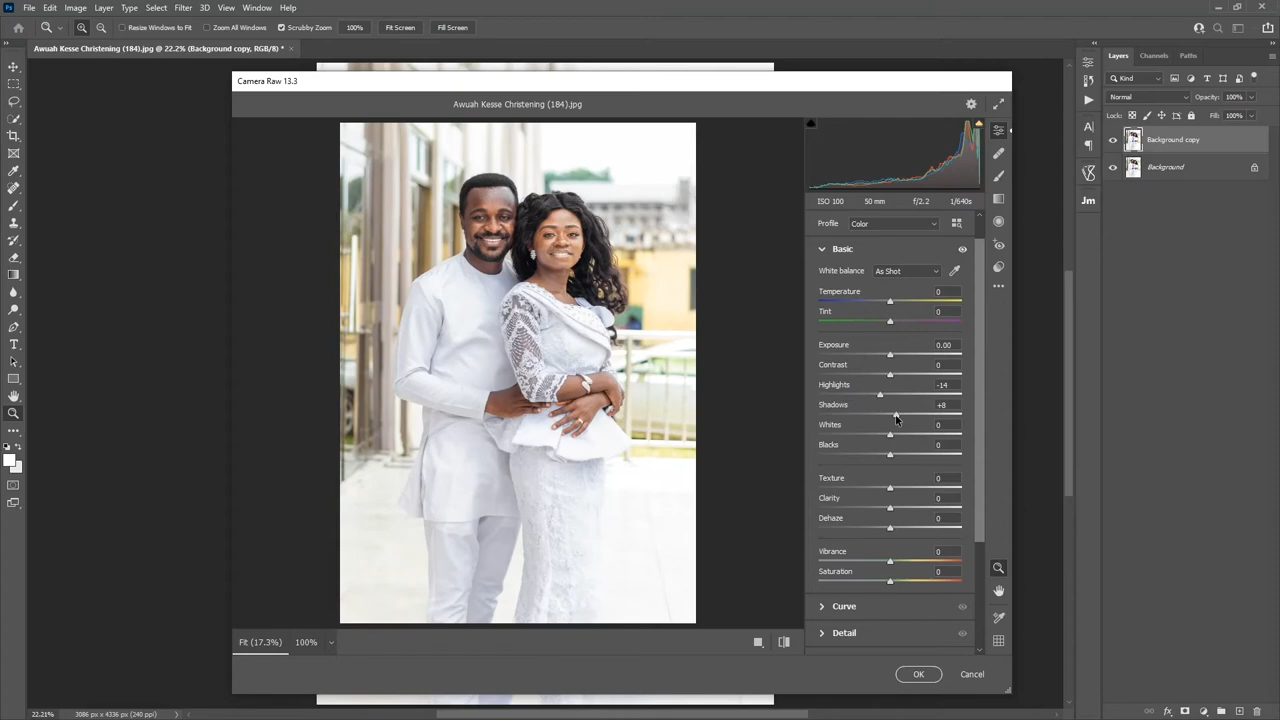 File Edit Image Layer Type Select Filter 3D View Window Help
Resize Windows to Fit Zoom All Windows Scrubby Zoom 100% Fit Screen Fill Screen
Awuah Kesse Christening (184).jpg @ 22.2% (Background copy, RGB/8) *
Camera Raw 13.3
Awuah Kesse Christening (184).jpg
ISO 100 50 mm f/2.2 1/640s
Profile Color
Basic
White balance As Shot
Temperature 0
Tint 0
Exposure 0.00
Contrast 0
Highlights -14
Shadows +8
Whites 0
Blacks 0
Texture 0
Clarity 0
Dehaze 0
Vibrance 0
Saturation 0
Curve
Detail
Fit (17.3%) 100%
OK Cancel
Layers Channels Paths
Kind
Normal Opacity: 100%
Lock: Fill: 100%
Background copy
Background
Jm
22.21% 3086 px x 4336 px (240 ppi)